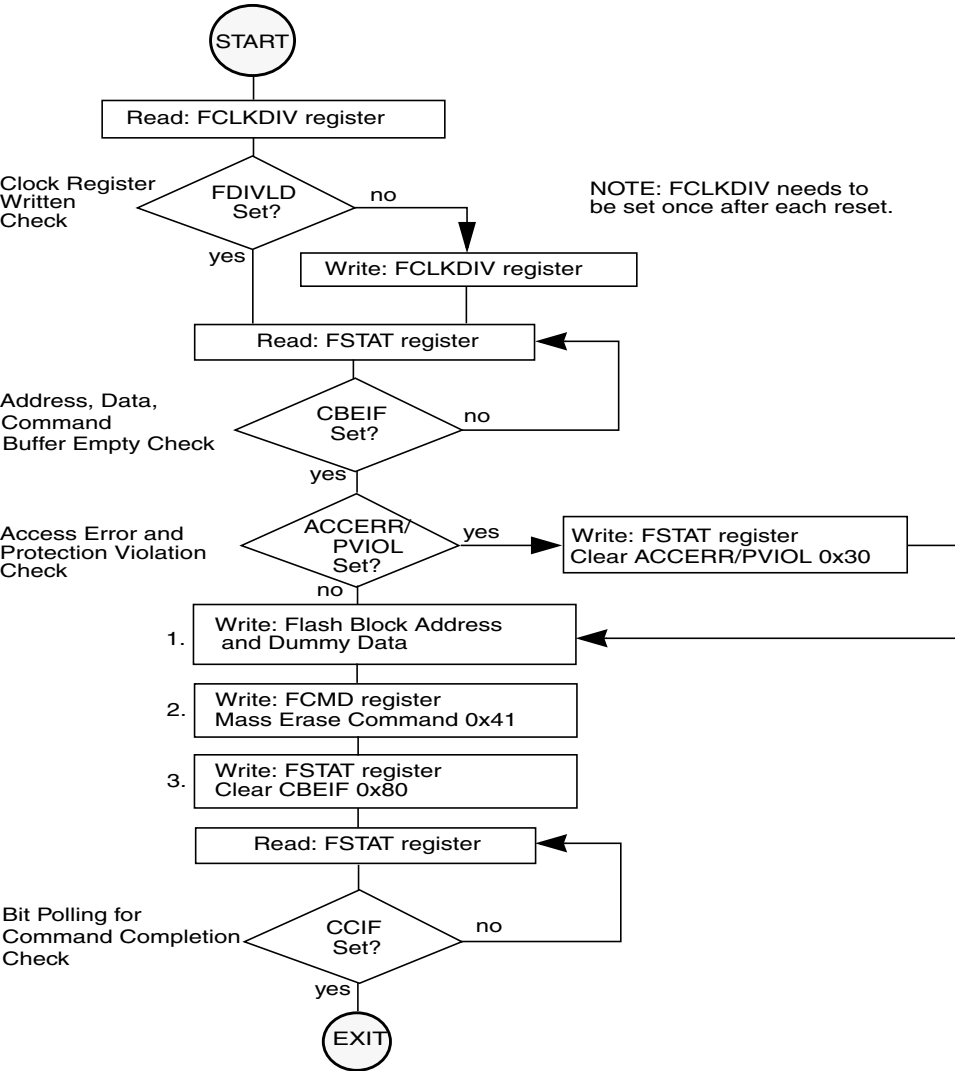 START
Read: FCLKDIV register
Clock Register
Written
Check
FDIVLD
Set?
no
yes
NOTE: FCLKDIV needs to
be set once after each reset.
Write: FCLKDIV register
Read: FSTAT register
Address, Data,
Command
Buffer Empty Check
CBEIF
Set?
no
yes
Access Error and
Protection Violation
Check
ACCERR/
PVIOL
Set?
yes
no
Write: FSTAT register
Clear ACCERR/PVIOL 0x30
1.
Write: Flash Block Address
and Dummy Data
2.
Write: FCMD register
Mass Erase Command 0x41
3.
Write: FSTAT register
Clear CBEIF 0x80
Read: FSTAT register
Bit Polling for
Command Completion
Check
CCIF
Set?
no
yes
EXIT